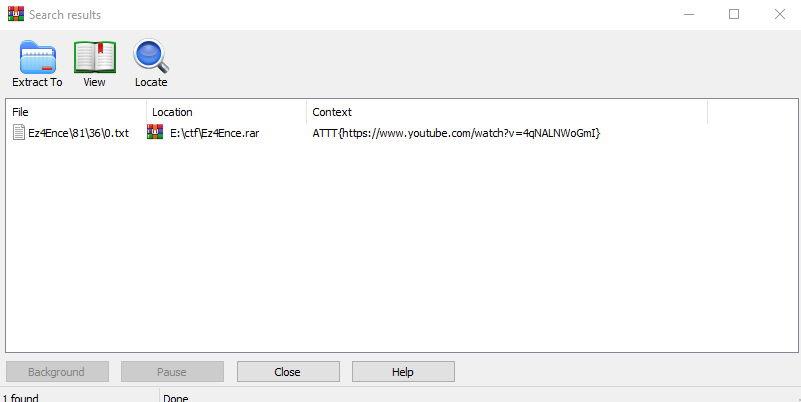 Search results
Extract To View Locate
File Location Context
Ez4Ence\81\36\0.txt E:\ctf\Ez4Ence.rar ATTT{https://www.youtube.com/watch?v=4qNALNWoGmI}
Background Pause Close Help
1 found Done